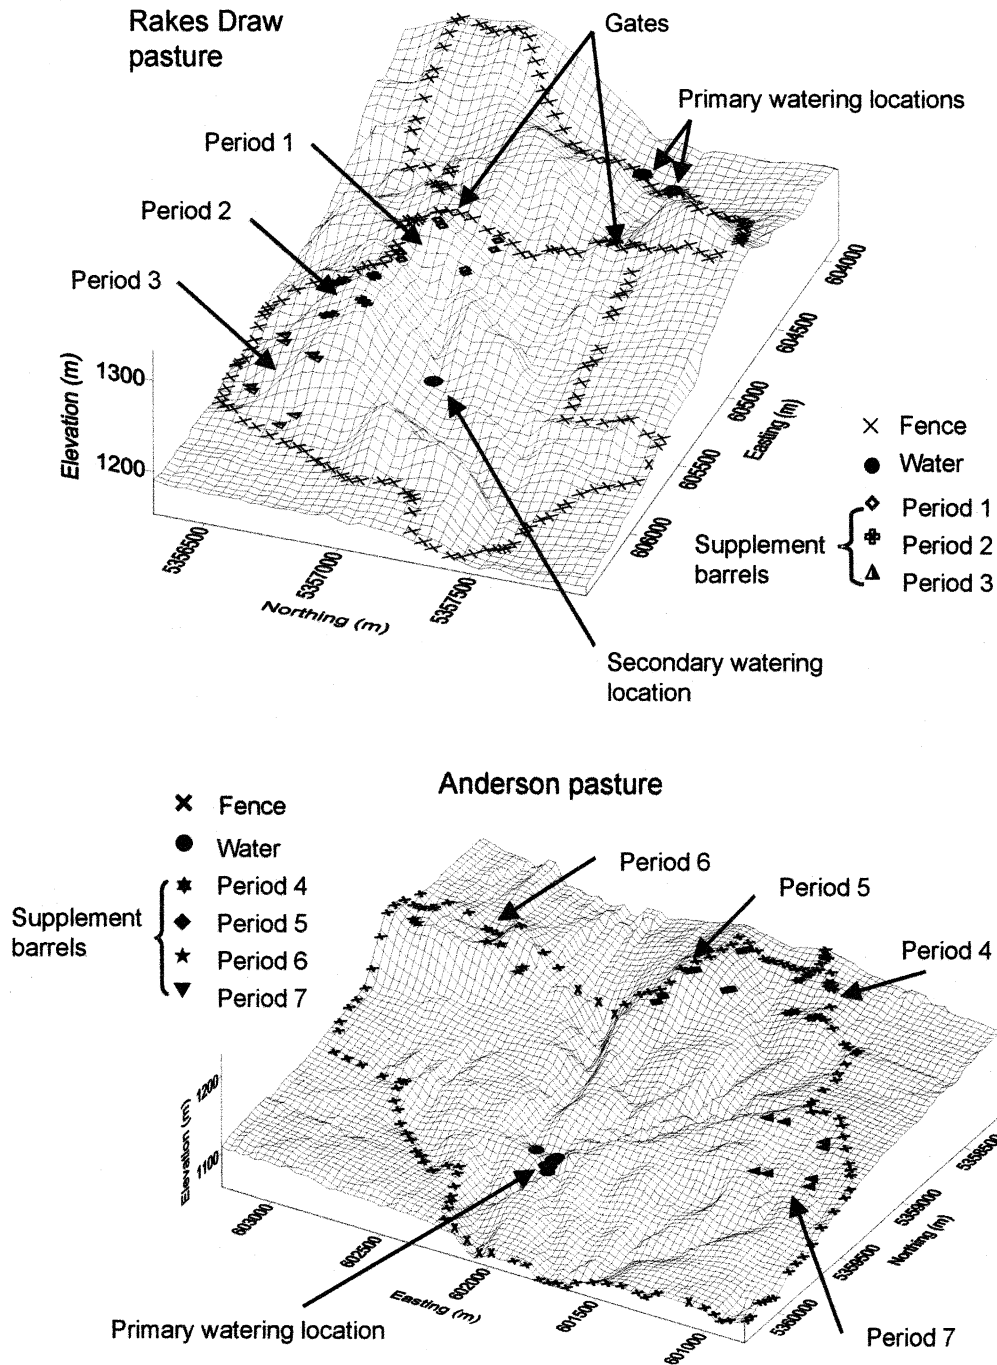 Rakes Draw
pasture
Gates
Primary watering locations
Period 1
Period 2
Period 3
604000
604500
605000
605500
606000
Easting (m)
1300
1200
Elevation (m)
5356500
5357000
5357500
Northing (m)
Fence
Water
Supplement
barrels
Period 1
Period 2
Period 3
Secondary watering
location
Anderson pasture
Fence
Water
Supplement
barrels
Period 4
Period 5
Period 6
Period 7
Period 6
Period 5
Period 4
1200
1100
Elevation (m)
603000
602500
602000
601500
601000
Easting (m)
5358500
5359000
5359500
5360000
Northing (m)
Primary watering location
Period 7